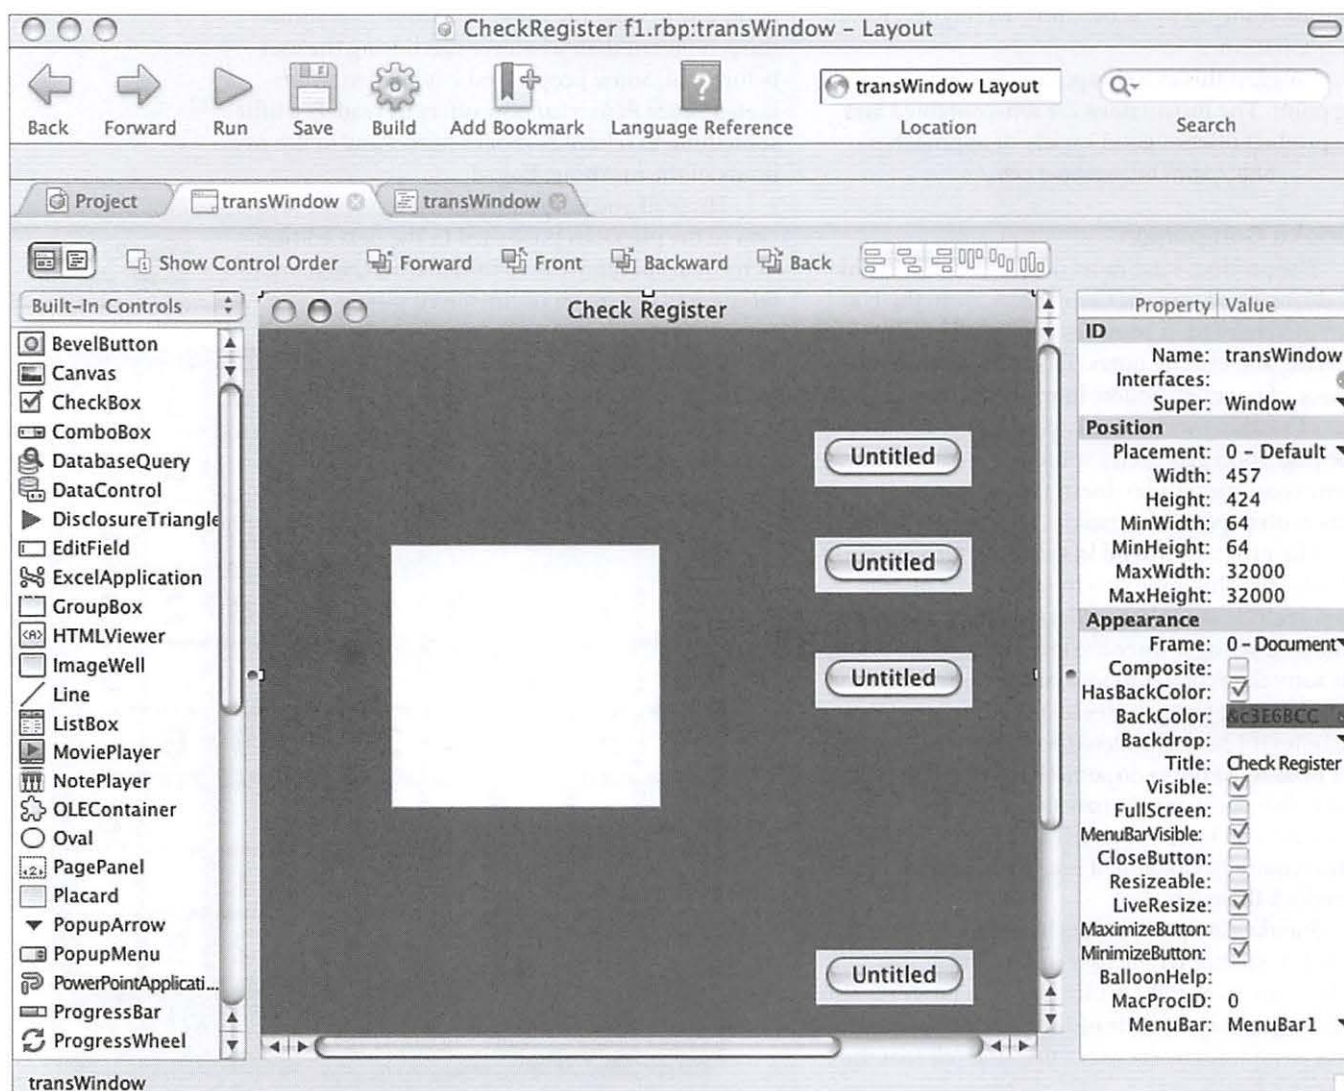 CheckRegister f1.rbp:transWindow – Layout
transWindow Layout
Back Forward Run Save Build Add Bookmark Language Reference Location Search
Project transWindow transWindow
Show Control Order Forward Front Backward Back
Built-In Controls
BevelButton
Canvas
CheckBox
ComboBox
DatabaseQuery
DataControl
DisclosureTriangle
EditField
ExcelApplication
GroupBox
HTMLViewer
ImageWell
Line
ListBox
MoviePlayer
NotePlayer
OLEContainer
Oval
PagePanel
Placard
PopupArrow
PopupMenu
PowerPointApplicati...
ProgressBar
ProgressWheel
Check Register
Untitled
Untitled
Untitled
Untitled
Property Value
ID
Name: transWindow
Interfaces:
Super: Window
Position
Placement: 0 – Default
Width: 457
Height: 424
MinWidth: 64
MinHeight: 64
MaxWidth: 32000
MaxHeight: 32000
Appearance
Frame: 0 – Document
Composite:
HasBackColor:
BackColor: &c3E6BCC
Backdrop:
Title: Check Register
Visible:
FullScreen:
MenuBarVisible:
CloseButton:
Resizeable:
LiveResize:
MaximizeButton:
MinimizeButton:
BalloonHelp:
MacProcID: 0
MenuBar: MenuBar1
transWindow